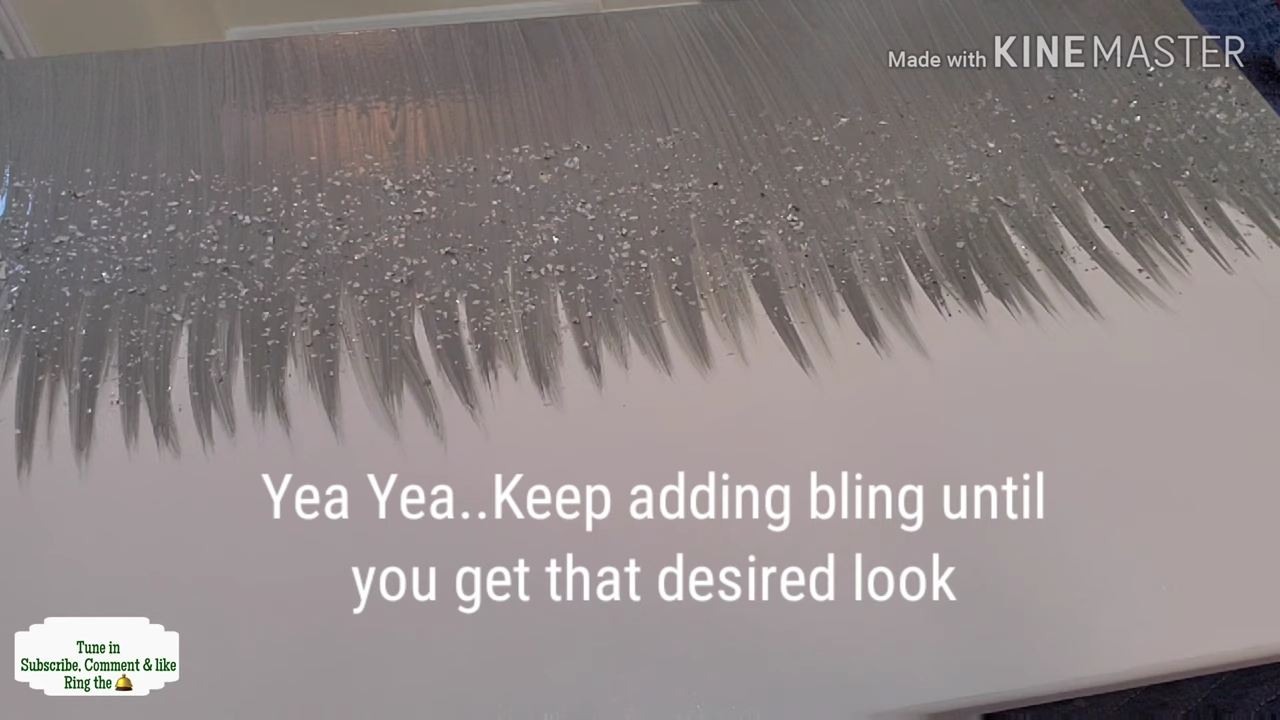 Made with KINEMASTER
Yea Yea..Keep adding bling until
you get that desired look
Tune in
Subscribe, Comment & like
Ring the 🛎️